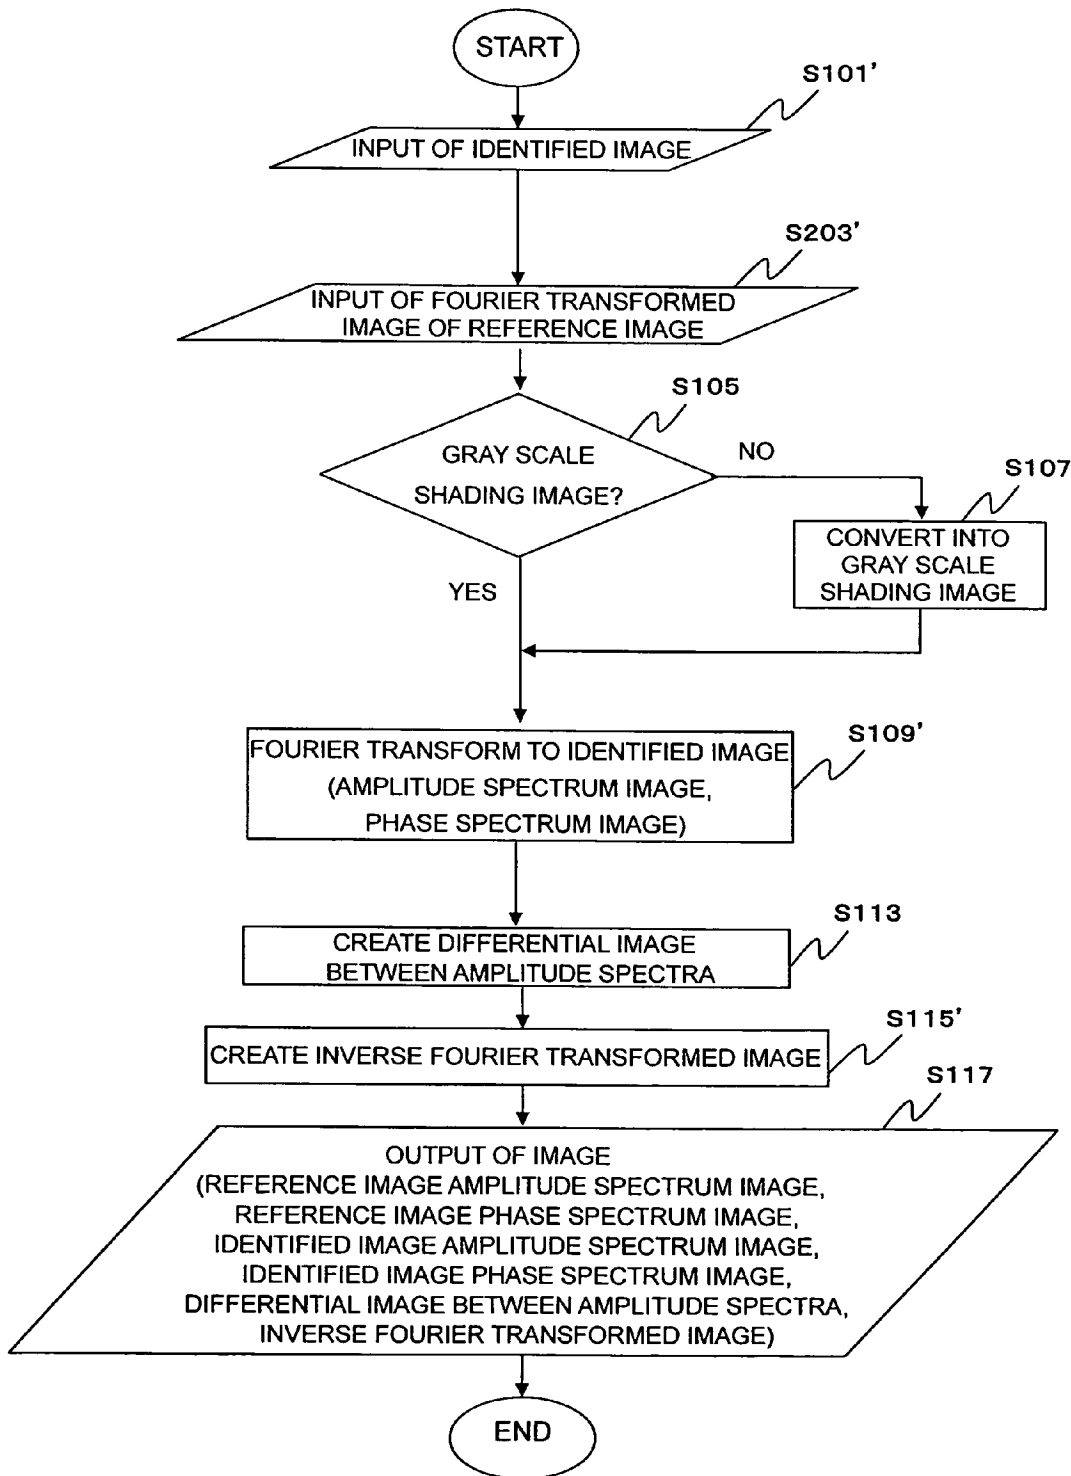 START
S101'
INPUT OF IDENTIFIED IMAGE
S203'
INPUT OF FOURIER TRANSFORMED
IMAGE OF REFERENCE IMAGE
S105
GRAY SCALE
SHADING IMAGE?
NO
S107
CONVERT INTO
GRAY SCALE
SHADING IMAGE
YES
S109'
FOURIER TRANSFORM TO IDENTIFIED IMAGE
(AMPLITUDE SPECTRUM IMAGE,
PHASE SPECTRUM IMAGE)
S113
CREATE DIFFERENTIAL IMAGE
BETWEEN AMPLITUDE SPECTRA
S115'
CREATE INVERSE FOURIER TRANSFORMED IMAGE
S117
OUTPUT OF IMAGE
(REFERENCE IMAGE AMPLITUDE SPECTRUM IMAGE,
REFERENCE IMAGE PHASE SPECTRUM IMAGE,
IDENTIFIED IMAGE AMPLITUDE SPECTRUM IMAGE,
IDENTIFIED IMAGE PHASE SPECTRUM IMAGE,
DIFFERENTIAL IMAGE BETWEEN AMPLITUDE SPECTRA,
INVERSE FOURIER TRANSFORMED IMAGE)
END